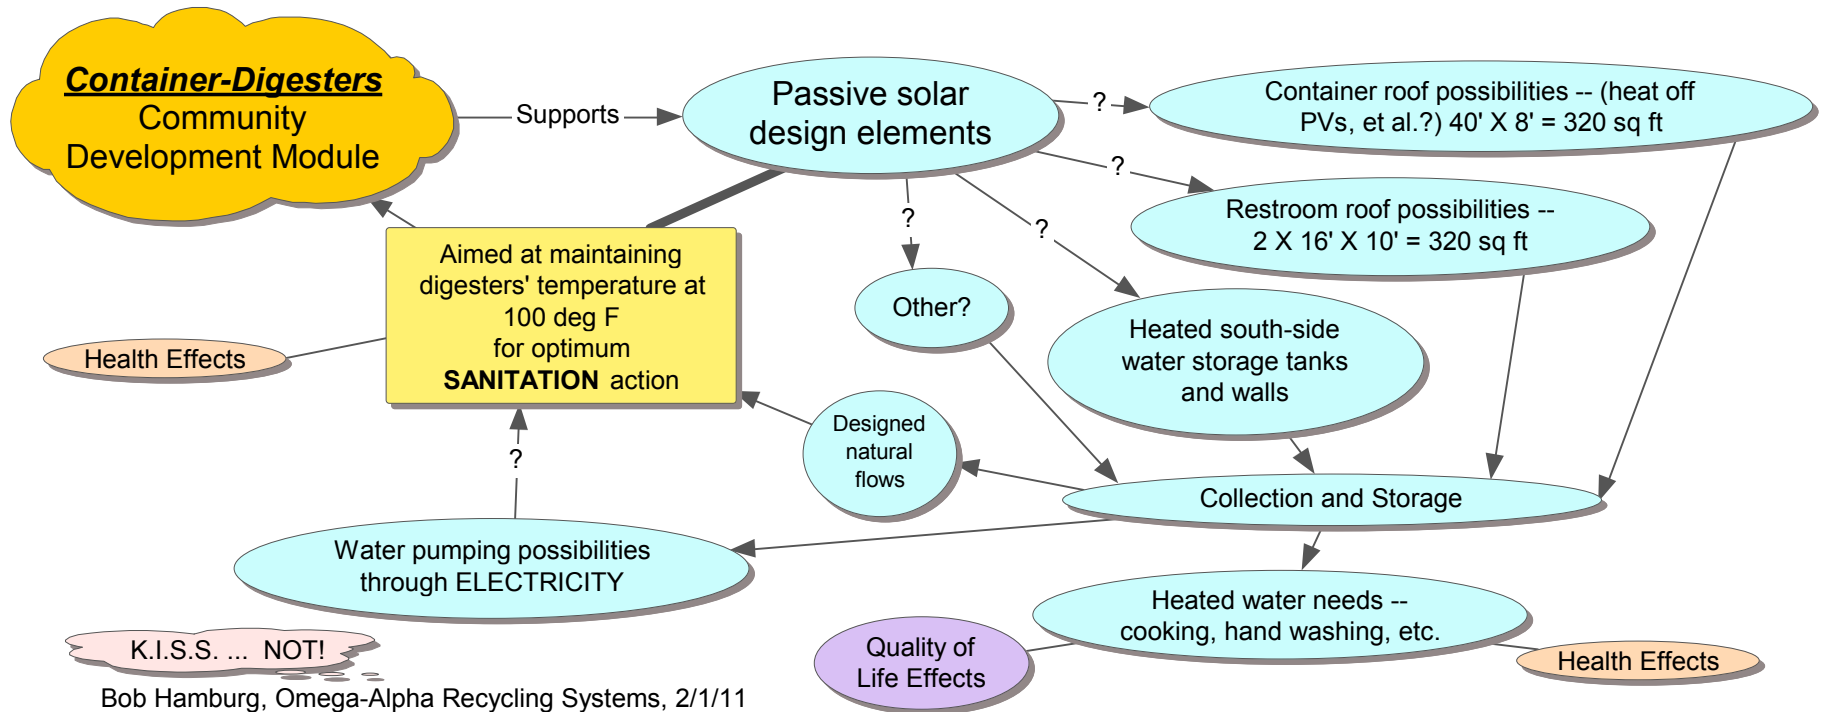 Container-Digesters
Community
Development Module
Supports
Passive solar
design elements
?
Container roof possibilities -- (heat off
PVs, et al.?) 40' X 8' = 320 sq ft
?
Restroom roof possibilities --
2 X 16' X 10' = 320 sq ft
?
?
Aimed at maintaining
digesters' temperature at
100 deg F
for optimum
SANITATION action
Other?
Heated south-side
water storage tanks
and walls
Health Effects
Designed
natural
flows
?
Collection and Storage
Water pumping possibilities
through ELECTRICITY
Heated water needs --
cooking, hand washing, etc.
K.I.S.S. ... NOT!
Quality of
Life Effects
Health Effects
Bob Hamburg, Omega-Alpha Recycling Systems, 2/1/11